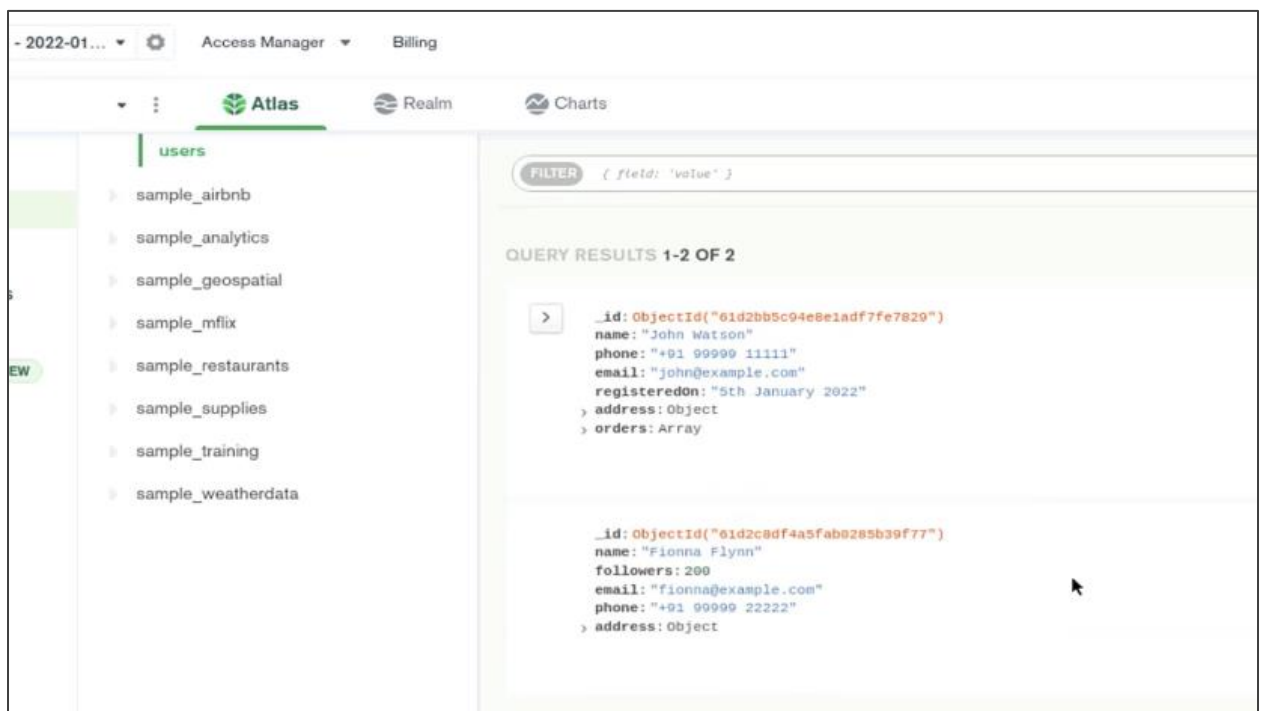 - 2022-01... Access Manager Billing
Atlas Realm Charts
users
sample_airbnb
sample_analytics
sample_geospatial
s
sample_mflix
sample_restaurants
EW
sample_supplies
sample_training
sample_weatherdata
FILTER { field: 'value' }
QUERY RESULTS 1-2 OF 2
_id: ObjectId("61d2bb5c94e8e1adf7fe7829")
name: "John Watson"
phone: "+91 99999 11111"
email: "john@example.com"
registeredOn: "5th January 2022"
> address: Object
> orders: Array
_id: ObjectId("61d2c8df4a5fab0285b39f77")
name: "Fionna Flynn"
followers: 200
email: "fionna@example.com"
phone: "+91 99999 22222"
> address: Object